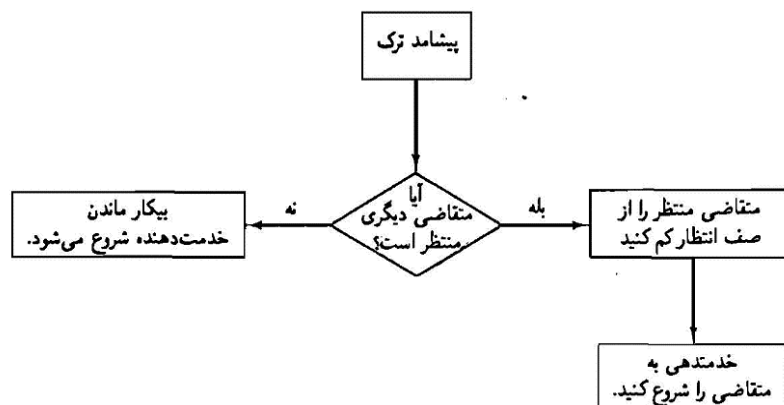 پیشامد ترک
آیا
متقاضی دیگری
منتظر است؟
بله
نه
متقاضی منتظر را از
صف انتظار کم کنید
بیکار ماندن
خدمت‌دهنده شروع می‌شود.
خدمتدهی به
متقاضی را شروع کنید.